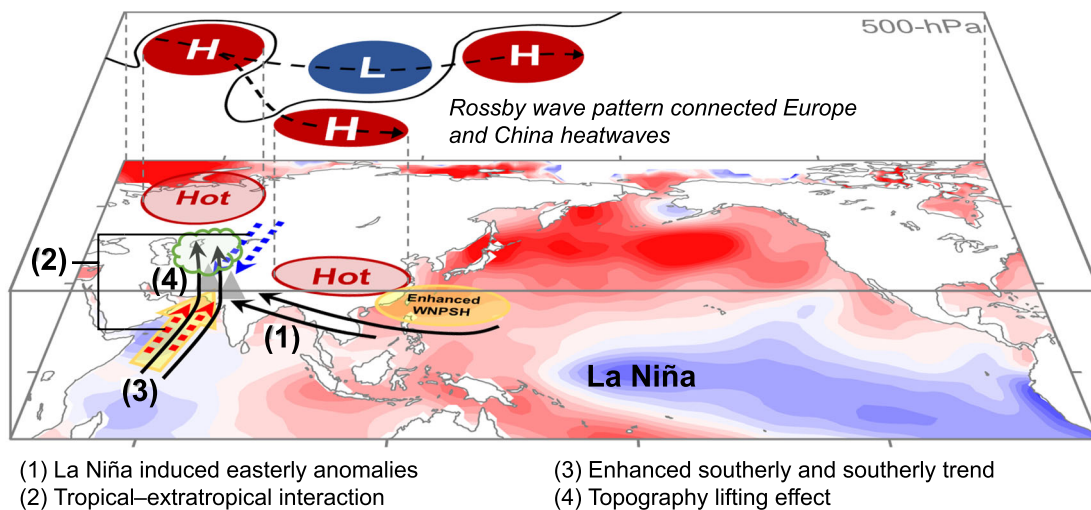 500-hPa
H
L
H
H
Rossby wave pattern connected Europe
and China heatwaves
Hot
(2)
(4)
Hot
Enhanced
WNPSH
(1)
La Niña
(3)
(1) La Niña induced easterly anomalies
(2) Tropical–extratropical interaction
(3) Enhanced southerly and southerly trend
(4) Topography lifting effect